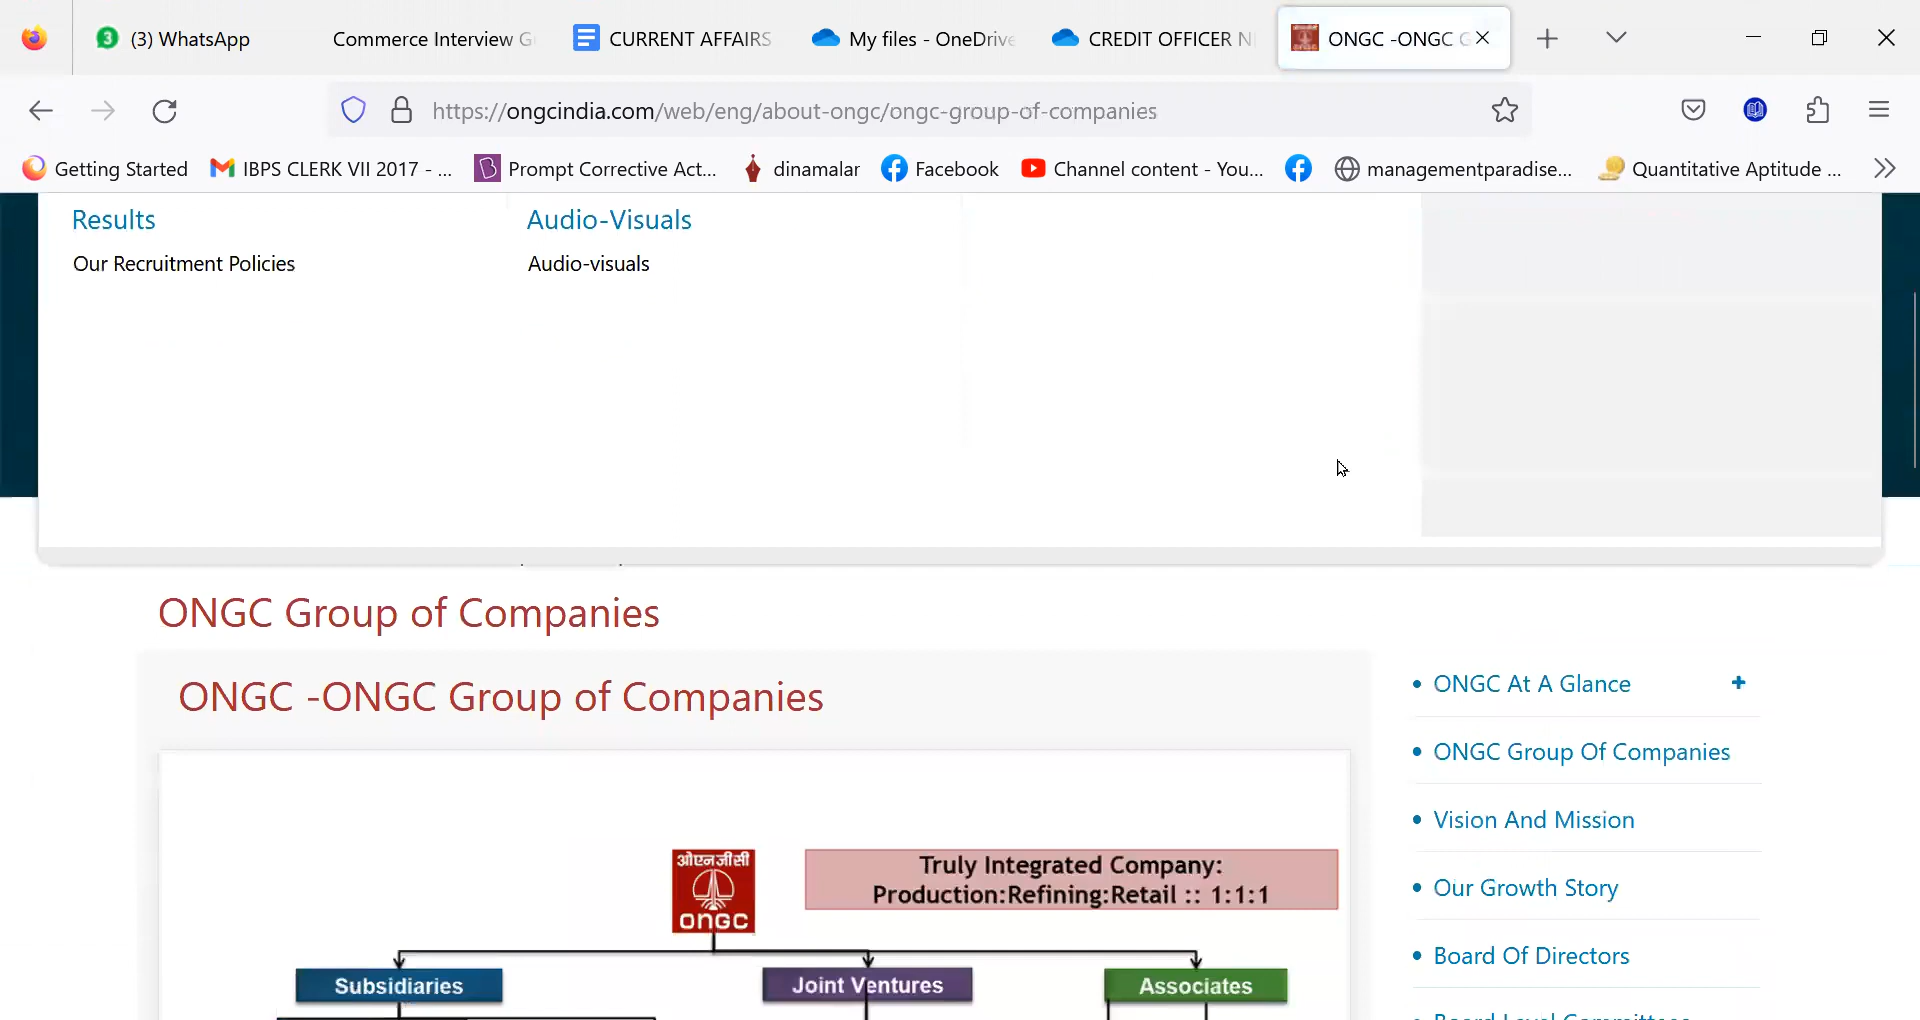 3 (3) WhatsApp
Commerce Interview G
CURRENT AFFAIRS
My files - OneDrive
CREDIT OFFICER N
ONGC -ONGC G
https://ongcindia.com/web/eng/about-ongc/ongc-group-of-companies
Getting Started
IBPS CLERK VII 2017 - ...
B Prompt Corrective Act...
dinamalar
Facebook
Channel content - You...
managementparadise...
Quantitative Aptitude ...
Results
Our Recruitment Policies
Audio-Visuals
Audio-visuals
ONGC Group of Companies
ONGC -ONGC Group of Companies
ओएनजीसी
ongc
Truly Integrated Company:
Production:Refining:Retail :: 1:1:1
Subsidiaries
Joint Ventures
Associates
• ONGC At A Glance +
• ONGC Group Of Companies
• Vision And Mission
• Our Growth Story
• Board Of Directors
• Board Level Committees